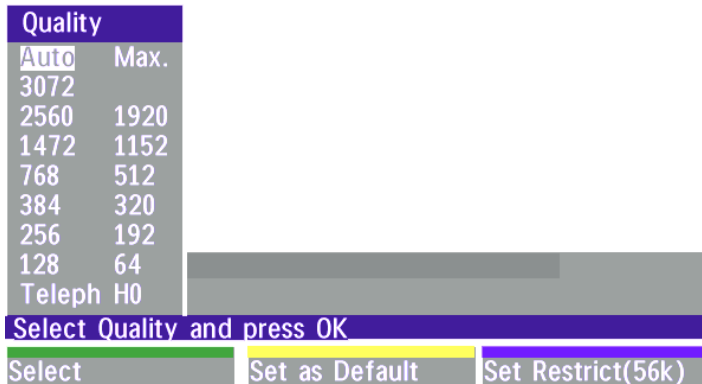 Quality
Auto Max.
3072
2560 1920
1472 1152
768 512
384 320
256 192
128 64
Teleph H0
Select Quality and press OK
Select Set as Default Set Restrict(56k)